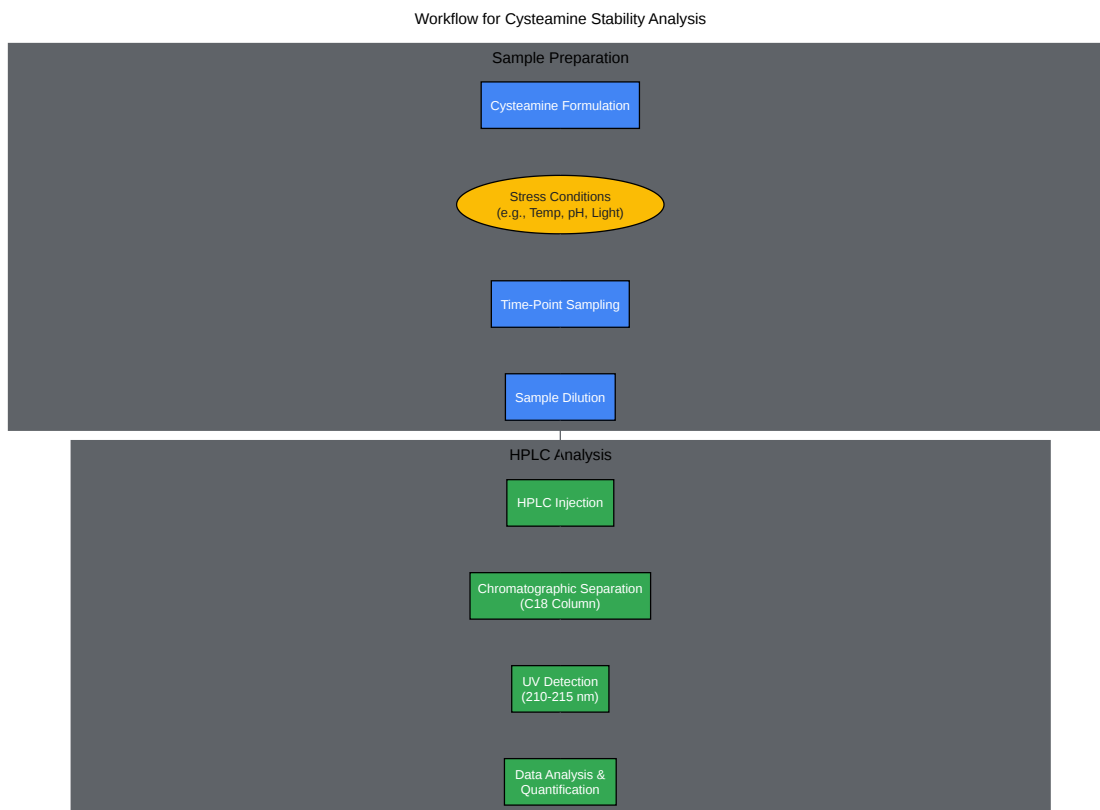 Workflow for Cysteamine Stability Analysis
Sample Preparation
Cysteamine Formulation
Stress Conditions
(e.g., Temp, pH, Light)
Time-Point Sampling
Sample Dilution
HPLC Analysis
HPLC Injection
Chromatographic Separation
(C18 Column)
UV Detection
(210-215 nm)
Data Analysis &
Quantification